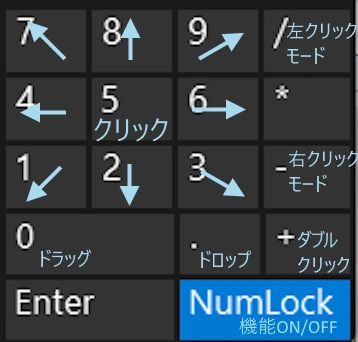 7 8 9 /左クリック
モード
4 5 6 *
クリック
1 2 3 -右クリック
モード
0 . +ダブル
ドラッグ ドロップ クリック
Enter NumLock
機能ON/OFF